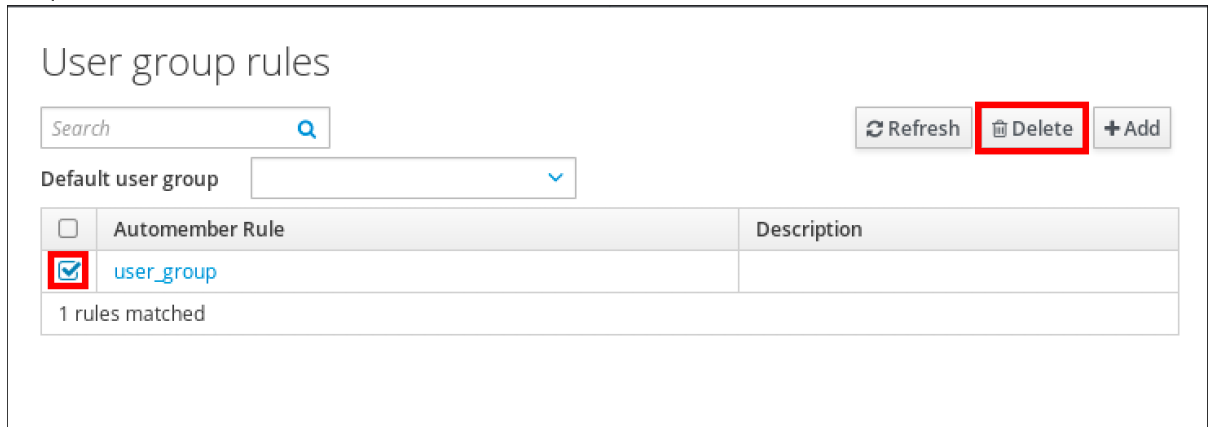 User group rules
Search
Refresh Delete Add
Default user group
Automember Rule Description
user_group
1 rules matched